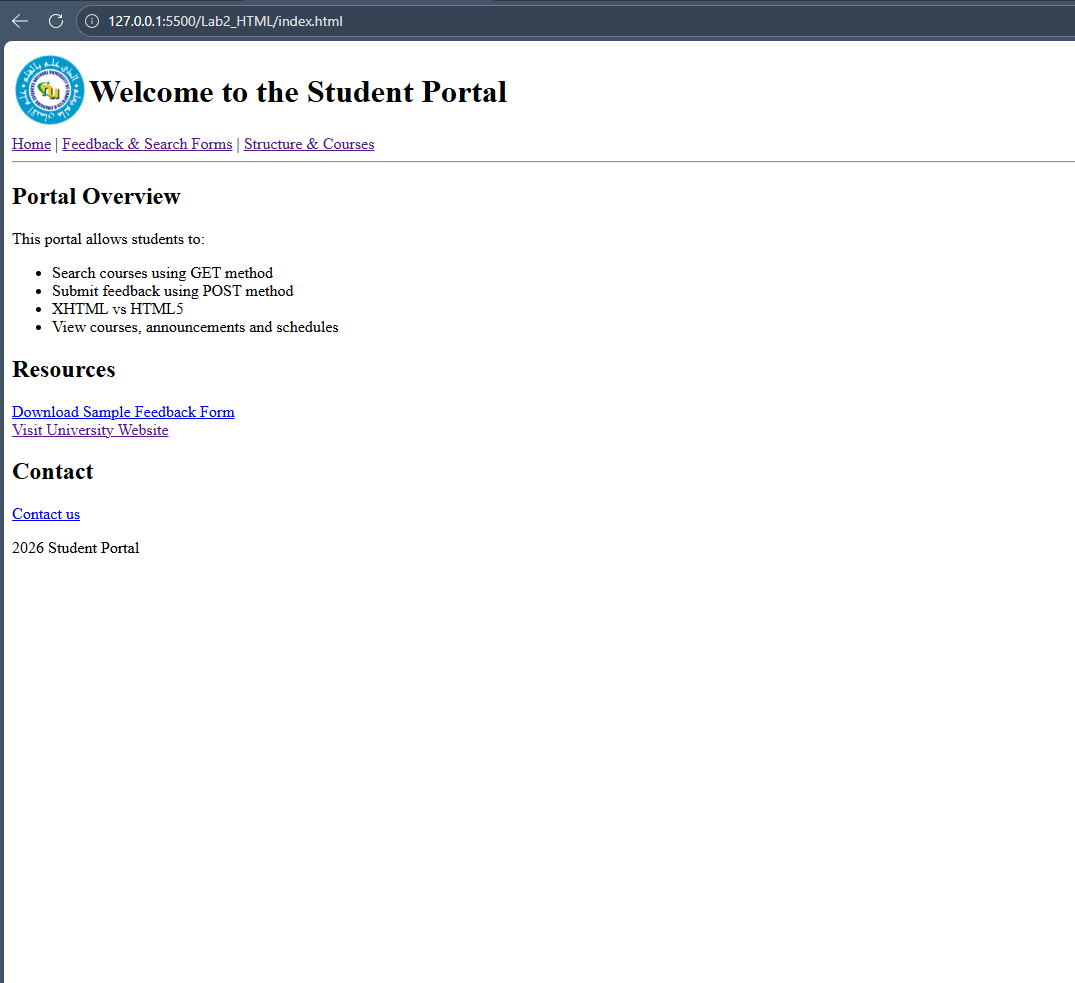 127.0.0.1:5500/Lab2_HTML/index.html
Welcome to the Student Portal
Home | Feedback & Search Forms | Structure & Courses
Portal Overview
This portal allows students to:
• Search courses using GET method
• Submit feedback using POST method
• XHTML vs HTML5
• View courses, announcements and schedules
Resources
Download Sample Feedback Form
Visit University Website
Contact
Contact us
2026 Student Portal